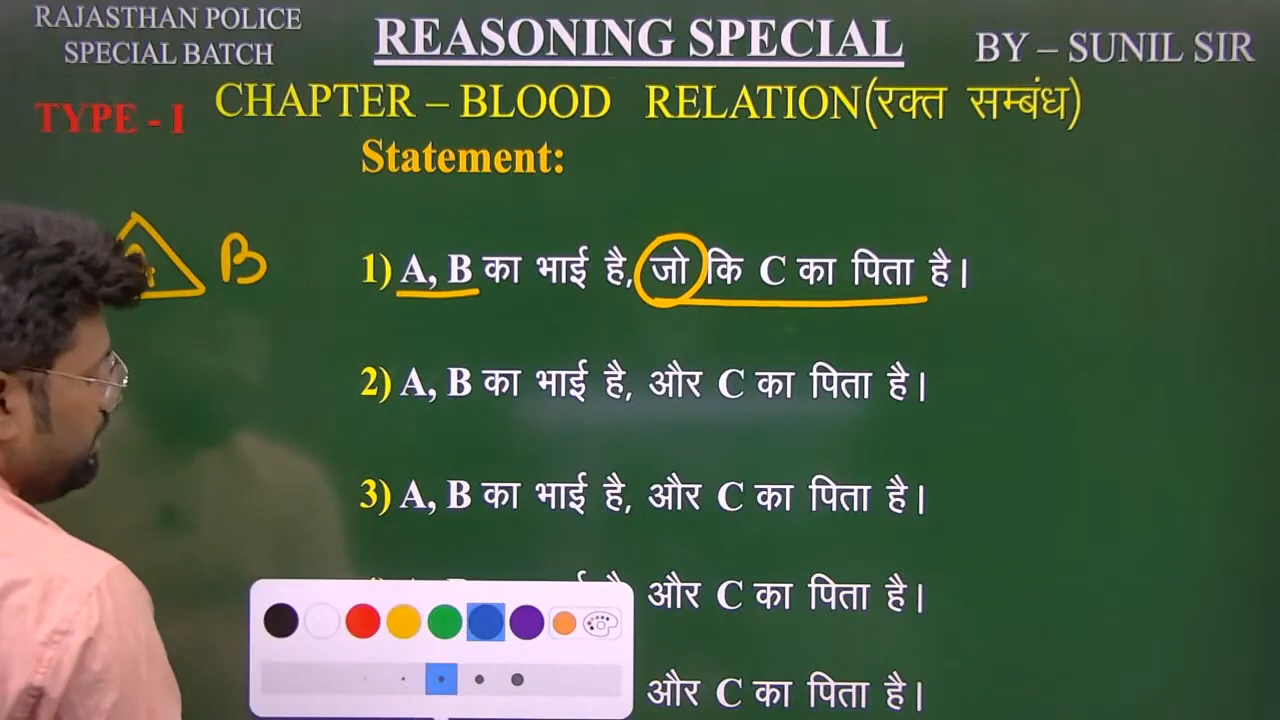 RAJASTHAN POLICE
SPECIAL BATCH
REASONING SPECIAL
BY – SUNIL SIR
TYPE - I
CHAPTER – BLOOD RELATION(रक्त सम्बंध)
Statement:
B
1) A, B का भाई है, जो कि C का पिता है।
2) A, B का भाई है, और C का पिता है।
3) A, B का भाई है, और C का पिता है।
और C का पिता है।
और C का पिता है।